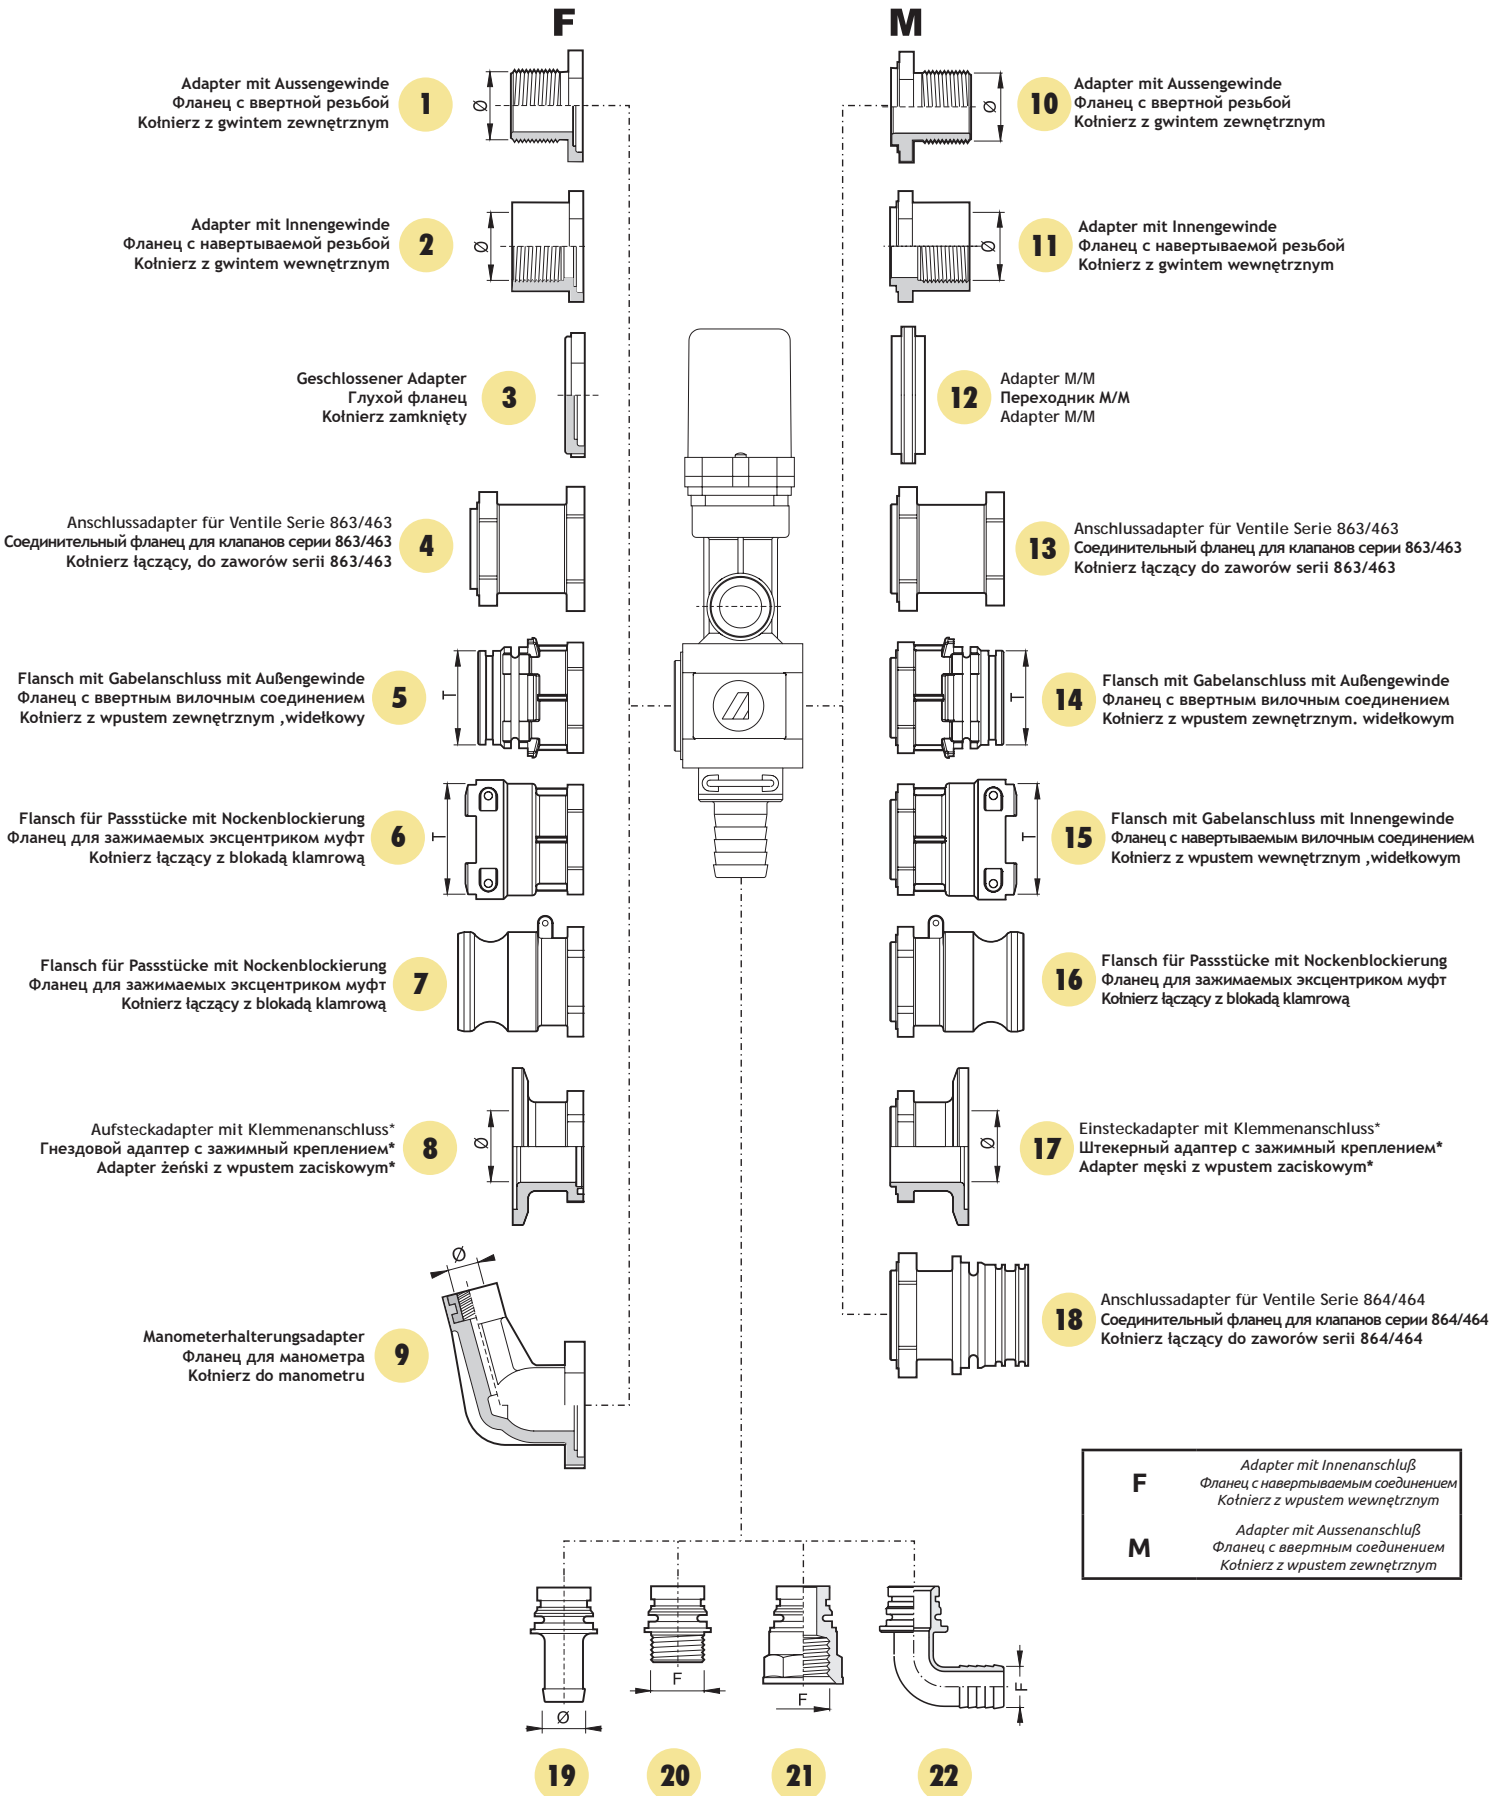 F
M
Adapter mit Aussengewinde
Фланец с ввертной резьбой
Kołnierz z gwintem zewnętrznym
1
Ø
Ø
10
Adapter mit Aussengewinde
Фланец с ввертной резьбой
Kołnierz z gwintem zewnętrznym
Adapter mit Innengewinde
Фланец с навертываемой резьбой
Kołnierz z gwintem wewnętrznym
2
Ø
Ø
11
Adapter mit Innengewinde
Фланец с навертываемой резьбой
Kołnierz z gwintem wewnętrznym
Geschlossener Adapter
Глухой фланец
Kołnierz zamknięty
3
12
Adapter M/M
Переходник М/М
Adapter M/M
Anschlussadapter für Ventile Serie 863/463
Соединительный фланец для клапанов серии 863/463
Kołnierz łączący, do zaworów serii 863/463
4
13
Anschlussadapter für Ventile Serie 863/463
Соединительный фланец для клапанов серии 863/463
Kołnierz łączący do zaworów serii 863/463
Flansch mit Gabelanschluss mit Außengewinde
Фланец с ввертным вилочным соединением
Kołnierz z wpustem zewnętrznym ,widełkowy
5
T
T
14
Flansch mit Gabelanschluss mit Außengewinde
Фланец с ввертным вилочным соединением
Kołnierz z wpustem zewnętrznym. widełkowym
Flansch für Passstücke mit Nockenblockierung
Фланец для зажимаемых эксцентриком муфт
Kołnierz łączący z blokadą klamrową
6
T
T
15
Flansch mit Gabelanschluss mit Innengewinde
Фланец с навертываемым вилочным соединением
Kołnierz z wpustem wewnętrznym ,widełkowym
Flansch für Passstücke mit Nockenblockierung
Фланец для зажимаемых эксцентриком муфт
Kołnierz łączący z blokadą klamrową
7
16
Flansch für Passstücke mit Nockenblockierung
Фланец для зажимаемых эксцентриком муфт
Kołnierz łączący z blokadą klamrową
Aufsteckadapter mit Klemmenanschluss*
Гнездовой адаптер с зажимный креплением*
Adapter żeński z wpustem zaciskowym*
8
Ø
Ø
17
Einsteckadapter mit Klemmenanschluss*
Штекерный адаптер с зажимный креплением*
Adapter męski z wpustem zaciskowym*
Manometerhalterungsadapter
Фланец для манометра
Kołnierz do manometru
9
Ø
18
Anschlussadapter für Ventile Serie 864/464
Соединительный фланец для клапанов серии 864/464
Kołnierz łączący do zaworów serii 864/464
F
Adapter mit Innenanschluß
Фланец с навертываемым соединением
Kołnierz z wpustem wewnętrznym
M
Adapter mit Aussenanschluß
Фланец с ввертным соединением
Kołnierz z wpustem zewnętrznym
Ø
F
F
F
19
20
21
22